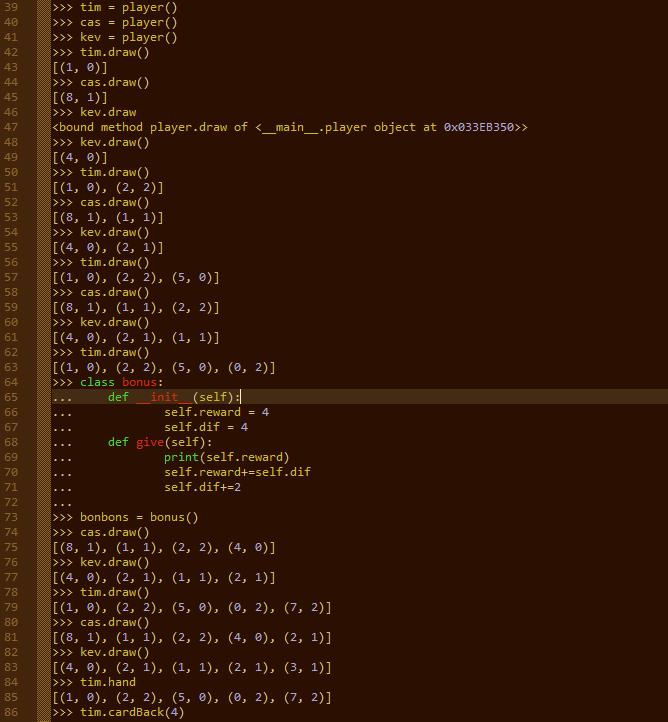 39 >>> tim = player()
40 >>> cas = player()
41 >>> kev = player()
42 >>> tim.draw()
43 [(1, 0)]
44 >>> cas.draw()
45 [(8, 1)]
46 >>> kev.draw
47 <bound method player.draw of <__main__.player object at 0x033EB350>>
48 >>> kev.draw()
49 [(4, 0)]
50 >>> tim.draw()
51 [(1, 0), (2, 2)]
52 >>> cas.draw()
53 [(8, 1), (1, 1)]
54 >>> kev.draw()
55 [(4, 0), (2, 1)]
56 >>> tim.draw()
57 [(1, 0), (2, 2), (5, 0)]
58 >>> cas.draw()
59 [(8, 1), (1, 1), (2, 2)]
60 >>> kev.draw()
61 [(4, 0), (2, 1), (1, 1)]
62 >>> tim.draw()
63 [(1, 0), (2, 2), (5, 0), (0, 2)]
64 >>> class bonus:
65 ...     def __init__(self):
66 ...             self.reward = 4
67 ...             self.dif = 4
68 ...     def give(self):
69 ...             print(self.reward)
70 ...             self.reward+=self.dif
71 ...             self.dif+=2
72 ...
73 >>> bonbons = bonus()
74 >>> cas.draw()
75 [(8, 1), (1, 1), (2, 2), (4, 0)]
76 >>> kev.draw()
77 [(4, 0), (2, 1), (1, 1), (2, 1)]
78 >>> tim.draw()
79 [(1, 0), (2, 2), (5, 0), (0, 2), (7, 2)]
80 >>> cas.draw()
81 [(8, 1), (1, 1), (2, 2), (4, 0), (2, 1)]
82 >>> kev.draw()
83 [(4, 0), (2, 1), (1, 1), (2, 1), (3, 1)]
84 >>> tim.hand
85 [(1, 0), (2, 2), (5, 0), (0, 2), (7, 2)]
86 >>> tim.cardBack(4)